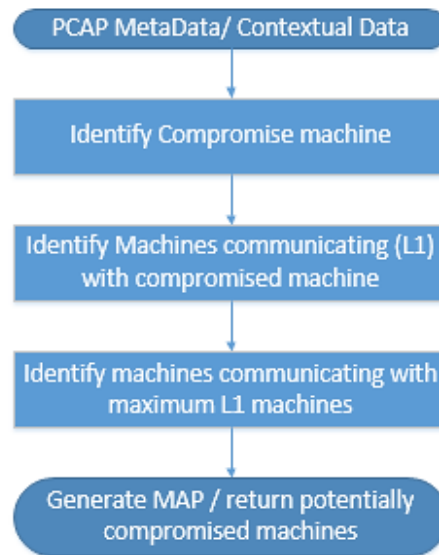 PCAP MetaData/ Contextual Data
Identify Compromise machine
Identify Machines communicating (L1)
with compromised machine
Identify machines communicating with
maximum L1 machines
Generate MAP / return potentially
compromised machines